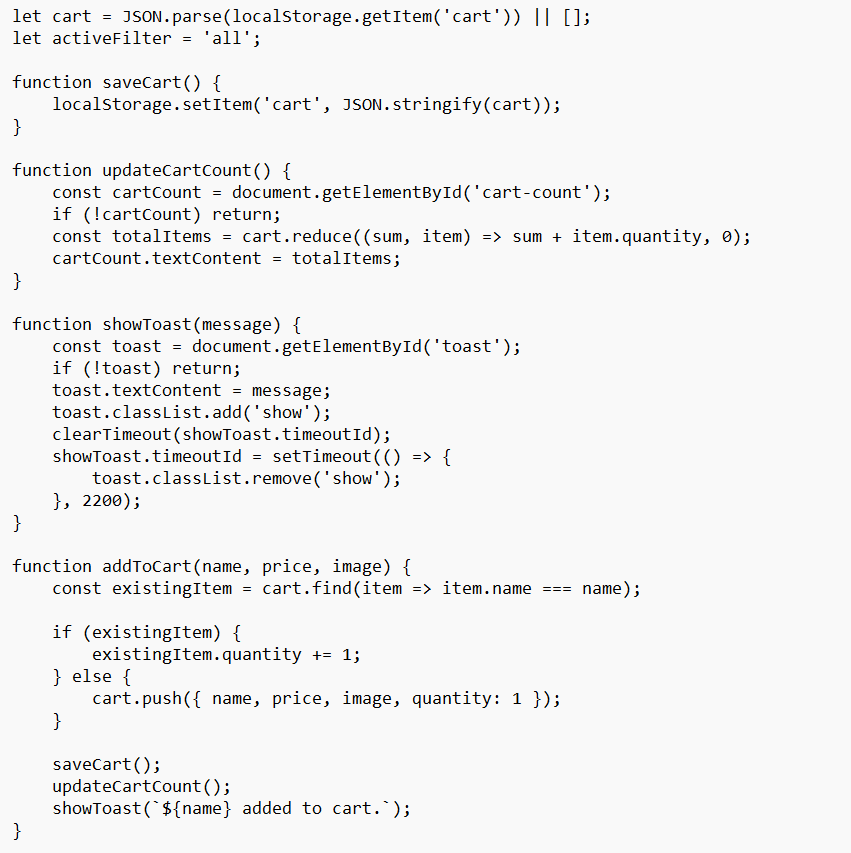 let cart = JSON.parse(localStorage.getItem('cart')) || [];
let activeFilter = 'all';

function saveCart() {
    localStorage.setItem('cart', JSON.stringify(cart));
}

function updateCartCount() {
    const cartCount = document.getElementById('cart-count');
    if (!cartCount) return;
    const totalItems = cart.reduce((sum, item) => sum + item.quantity, 0);
    cartCount.textContent = totalItems;
}

function showToast(message) {
    const toast = document.getElementById('toast');
    if (!toast) return;
    toast.textContent = message;
    toast.classList.add('show');
    clearTimeout(showToast.timeoutId);
    showToast.timeoutId = setTimeout(() => {
        toast.classList.remove('show');
    }, 2200);
}

function addToCart(name, price, image) {
    const existingItem = cart.find(item => item.name === name);

    if (existingItem) {
        existingItem.quantity += 1;
    } else {
        cart.push({ name, price, image, quantity: 1 });
    }

    saveCart();
    updateCartCount();
    showToast(`${name} added to cart.`);
}